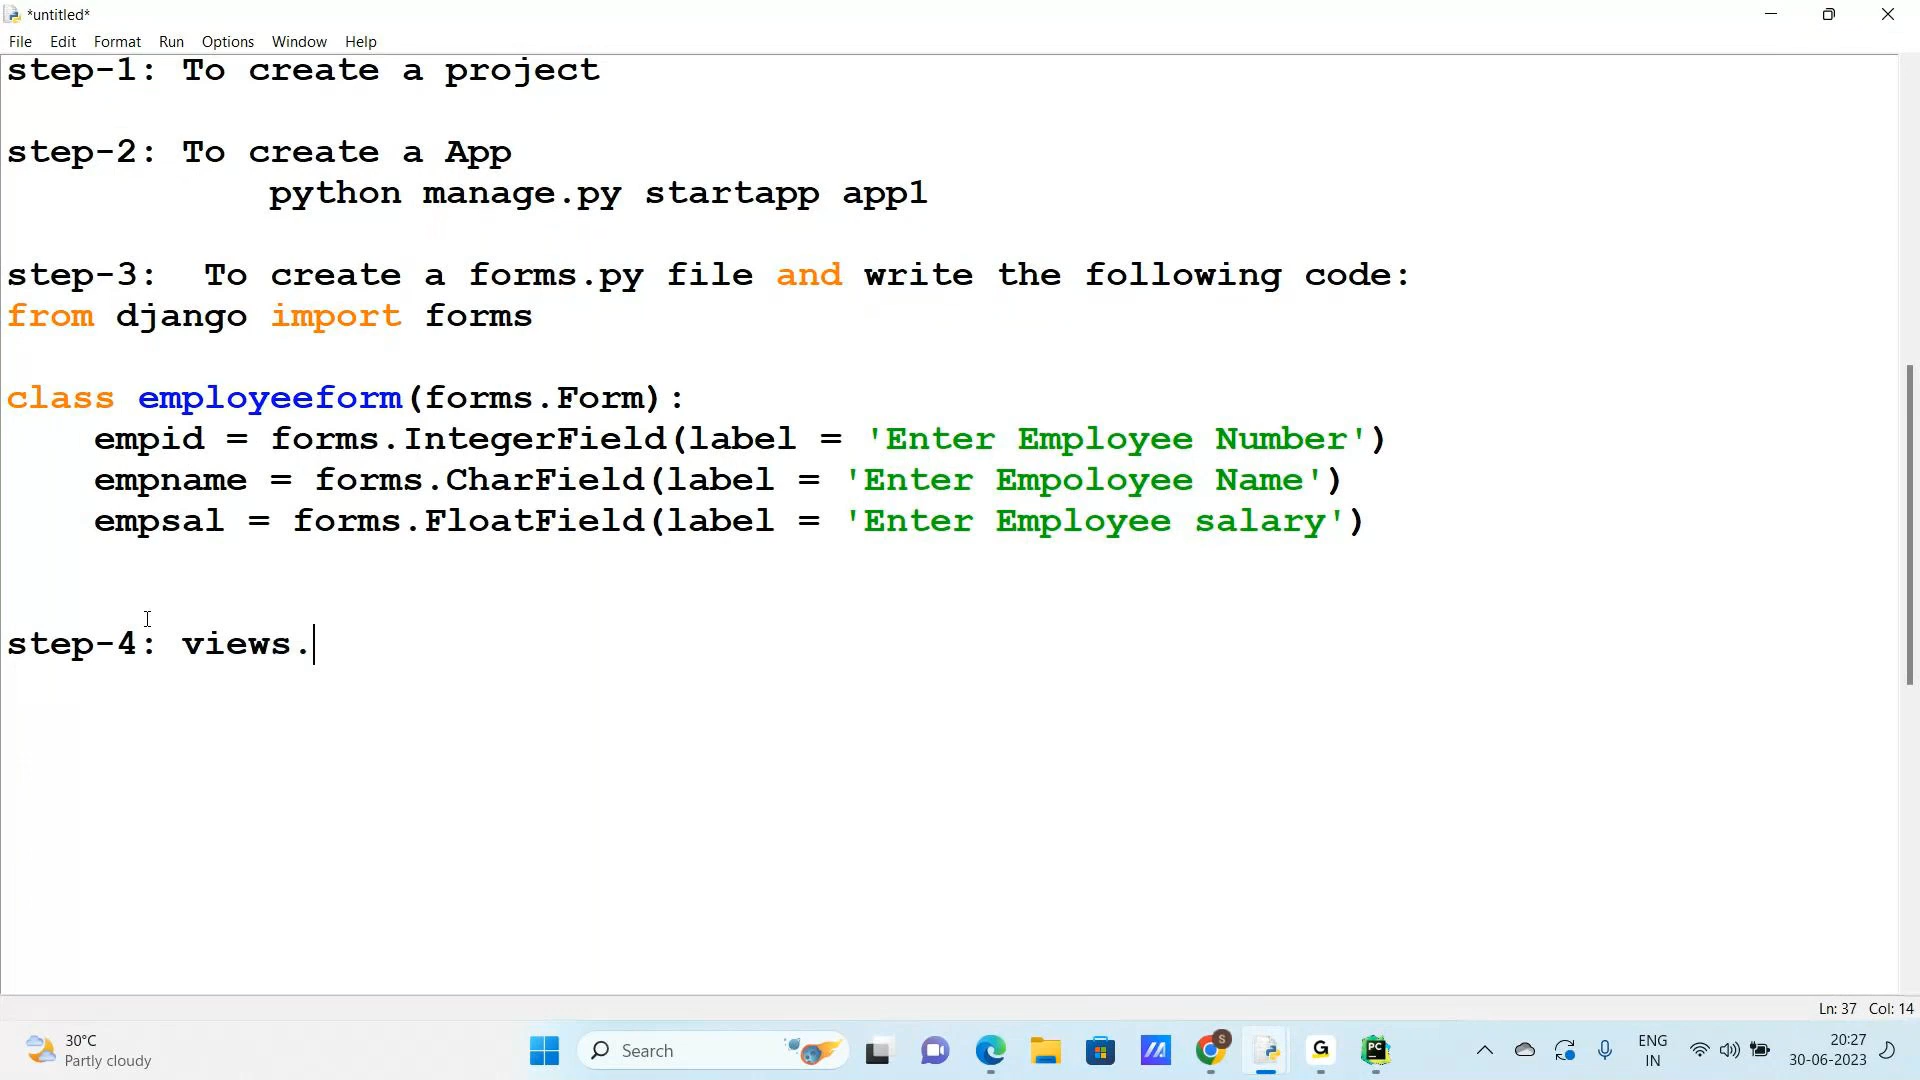 *untitled*
File Edit Format Run Options Window Help
step-1: To create a project
step-2: To create a App
python manage.py startapp app1
step-3:  To create a forms.py file and write the following code:
from django import forms
class employeeform(forms.Form):
empid = forms.IntegerField(label = 'Enter Employee Number')
empname = forms.CharField(label = 'Enter Empoloyee Name')
empsal = forms.FloatField(label = 'Enter Employee salary')
step-4: views.
Ln: 37 Col: 14
30°C
Partly cloudy
Search
S
G
PC
ENG
IN
20:27
30-06-2023